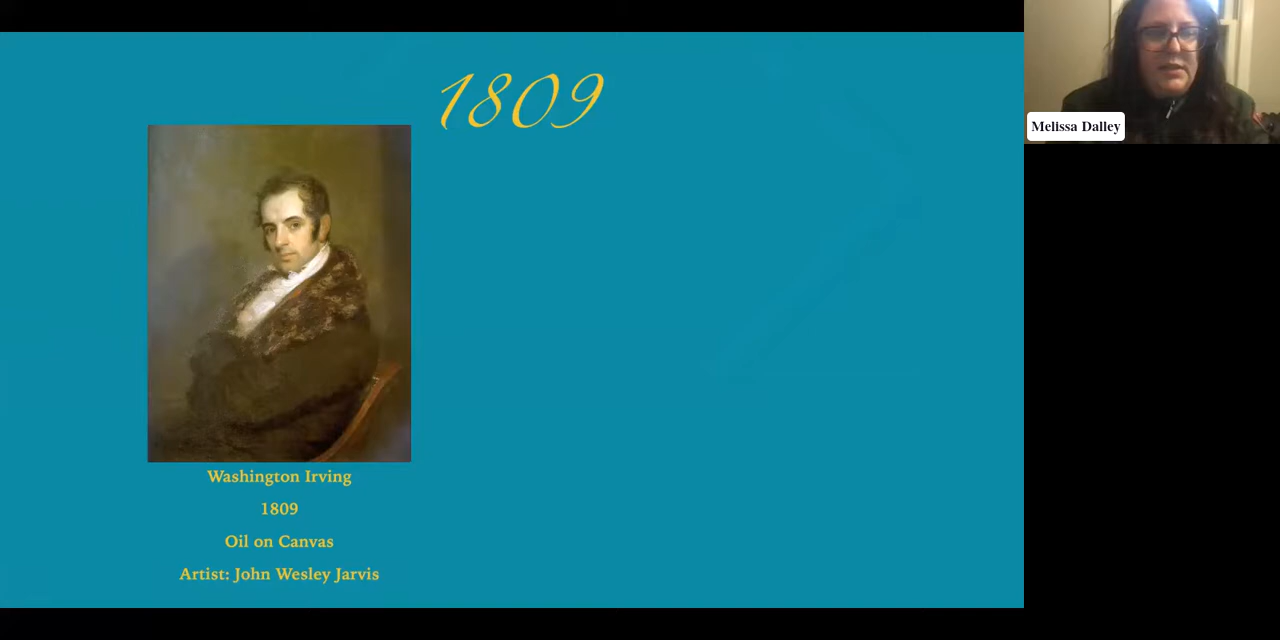 1809
Washington Irving
1809
Oil on Canvas
Artist: John Wesley Jarvis
Melissa Dalley